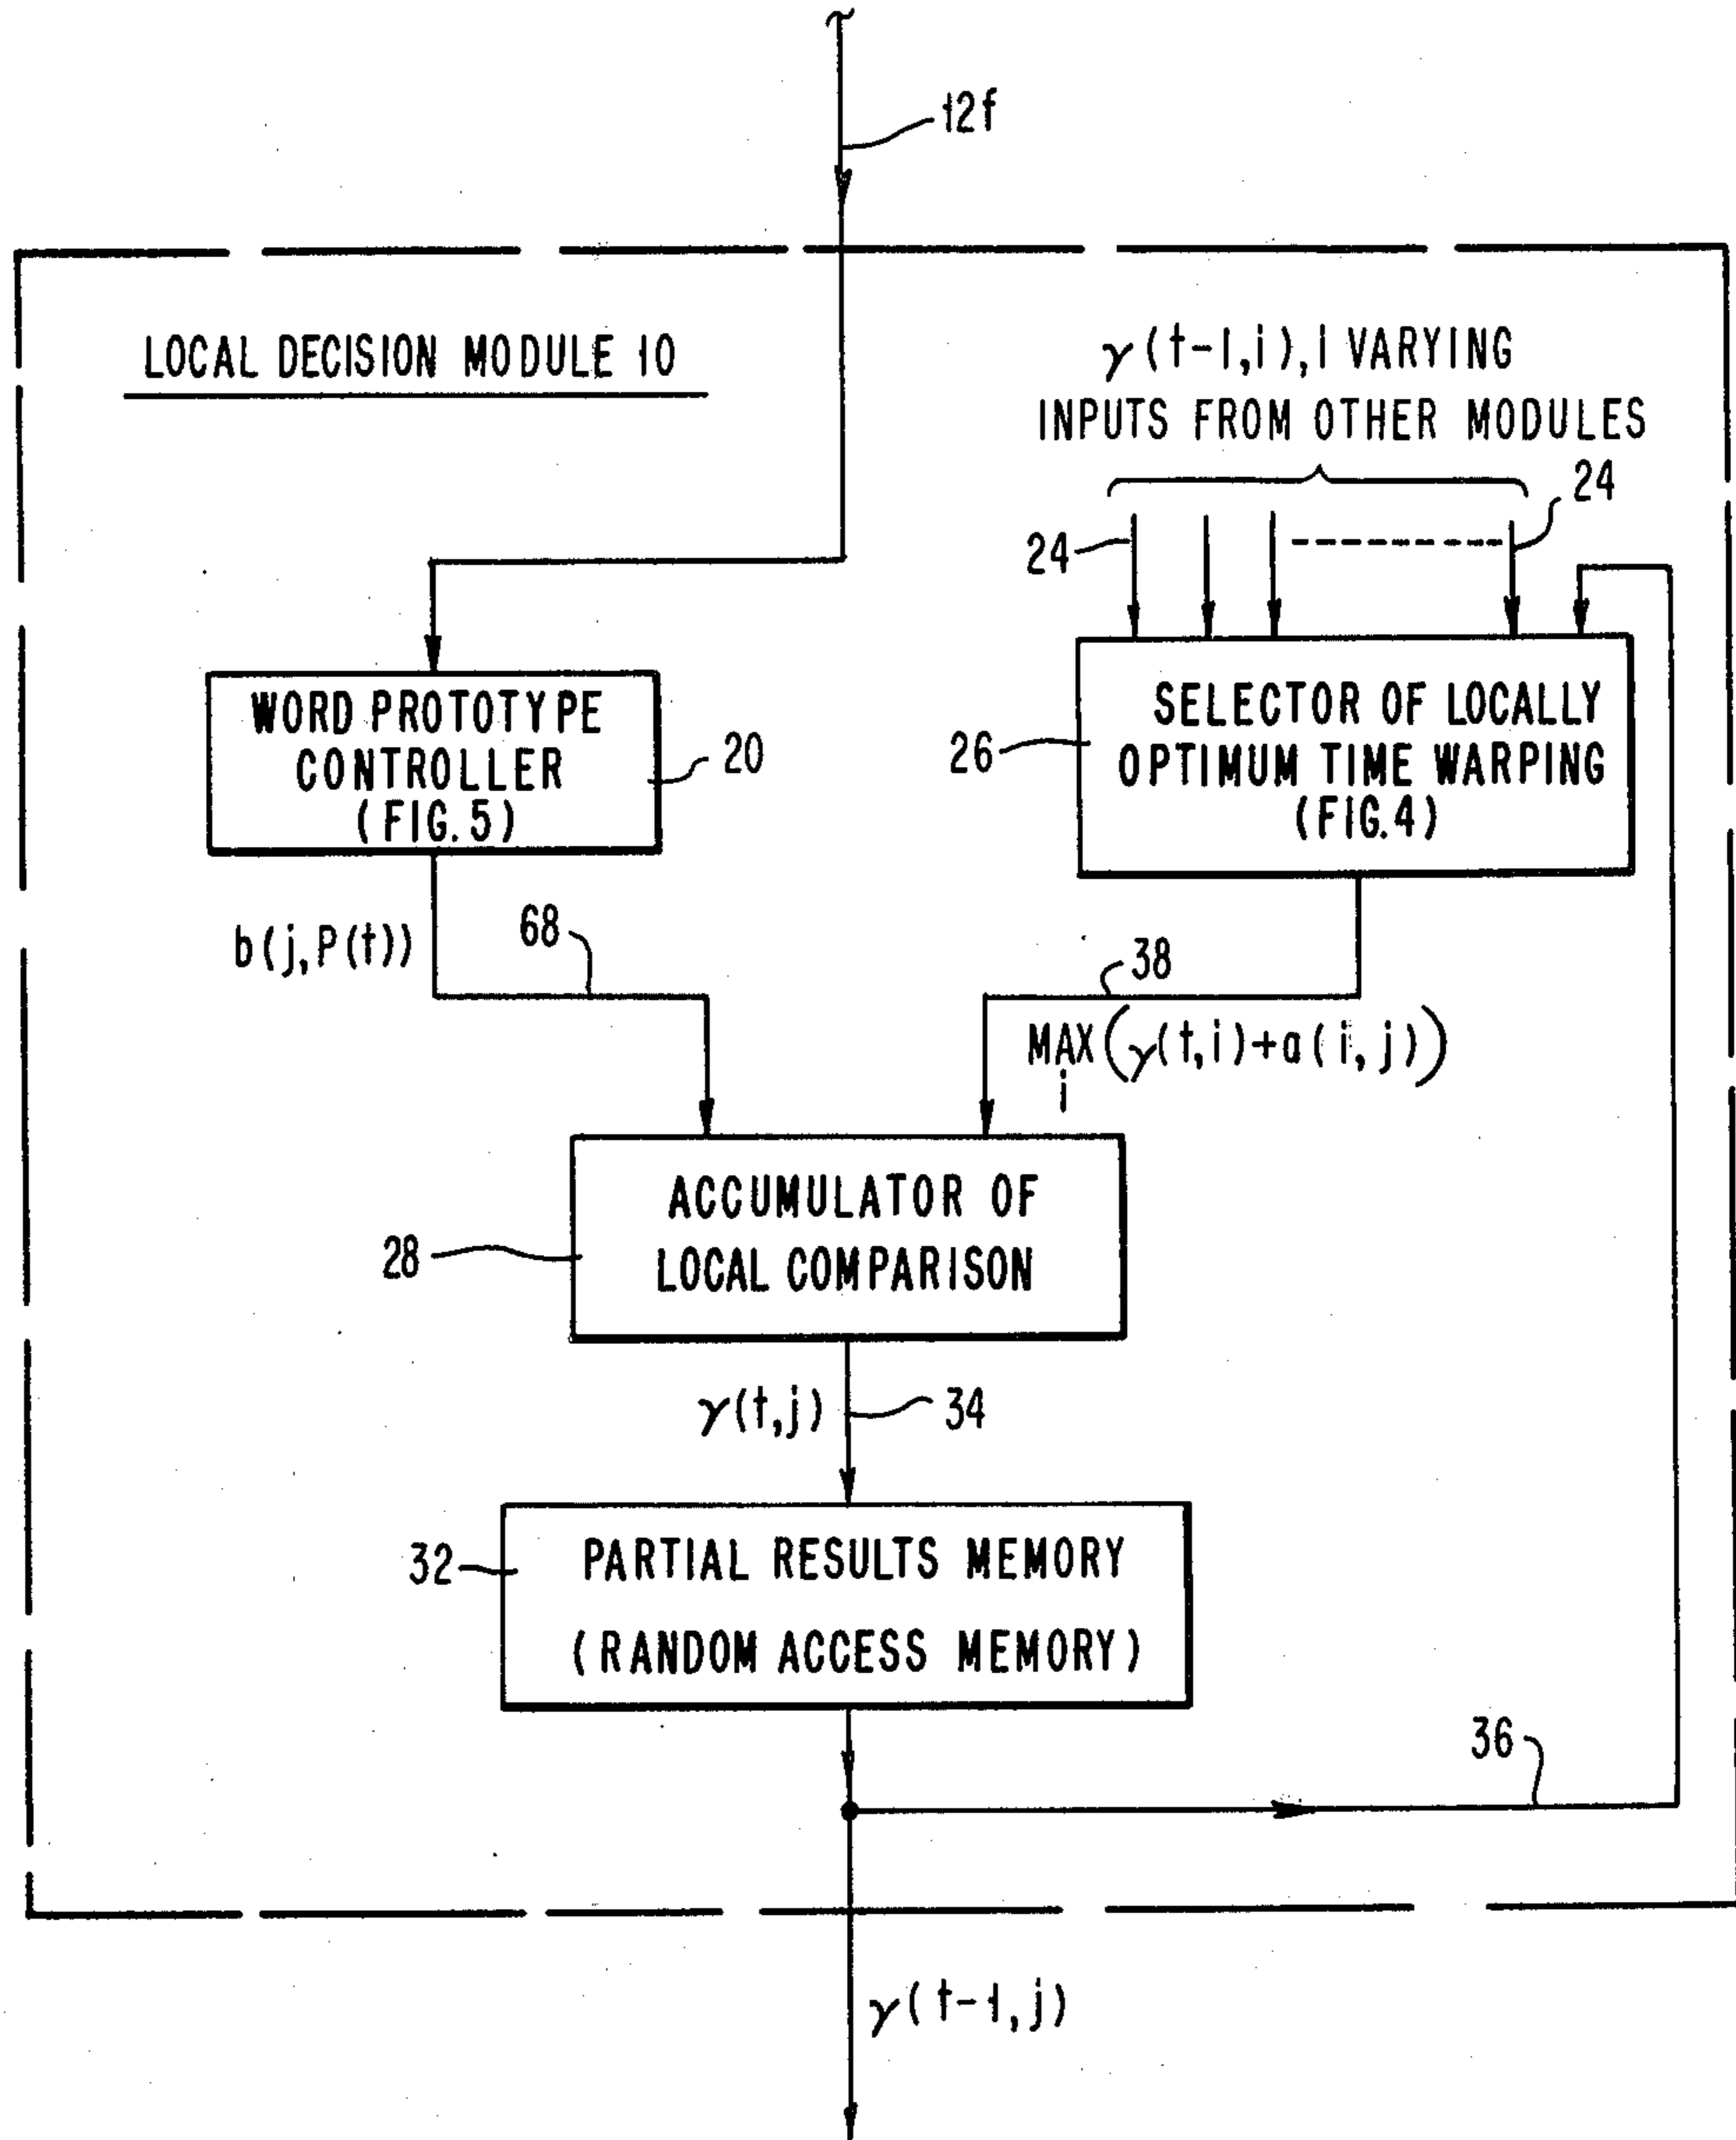 12f
LOCAL DECISION MODULE 10
γ(t-1,i), i VARYING
INPUTS FROM OTHER MODULES
24
24
WORD PROTOTYPE
CONTROLLER
(FIG. 5)
20
26
SELECTOR OF LOCALLY
OPTIMUM TIME WARPING
(FIG. 4)
b(j,P(t))
68
38
MAX(γ(t,i)+a(i,j))
i
28
ACCUMULATOR OF
LOCAL COMPARISON
γ(t,j)
34
32
PARTIAL RESULTS MEMORY
(RANDOM ACCESS MEMORY)
36
γ(t-1,j)